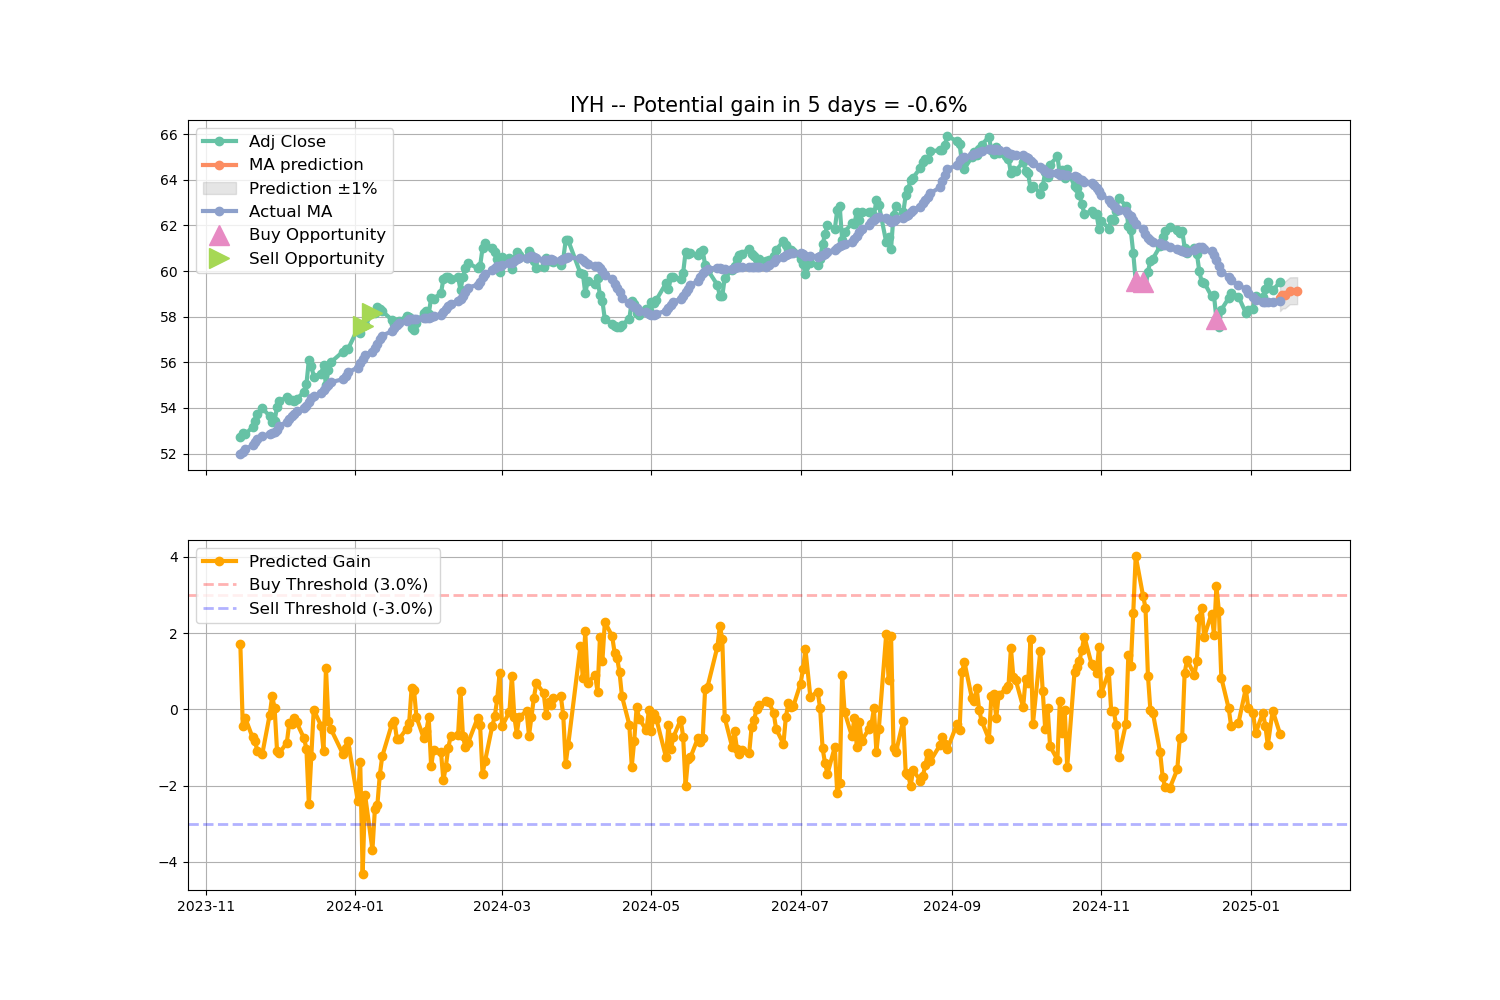 IYH -- Potential gain in 5 days = -0.6%
Adj Close
MA prediction
Prediction ±1%
Actual MA
Buy Opportunity
Sell Opportunity
66
64
62
60
58
56
54
52
Predicted Gain
Buy Threshold (3.0%)
Sell Threshold (-3.0%)
4
2
0
−2
−4
2023-11 2024-01 2024-03 2024-05 2024-07 2024-09 2024-11 2025-01